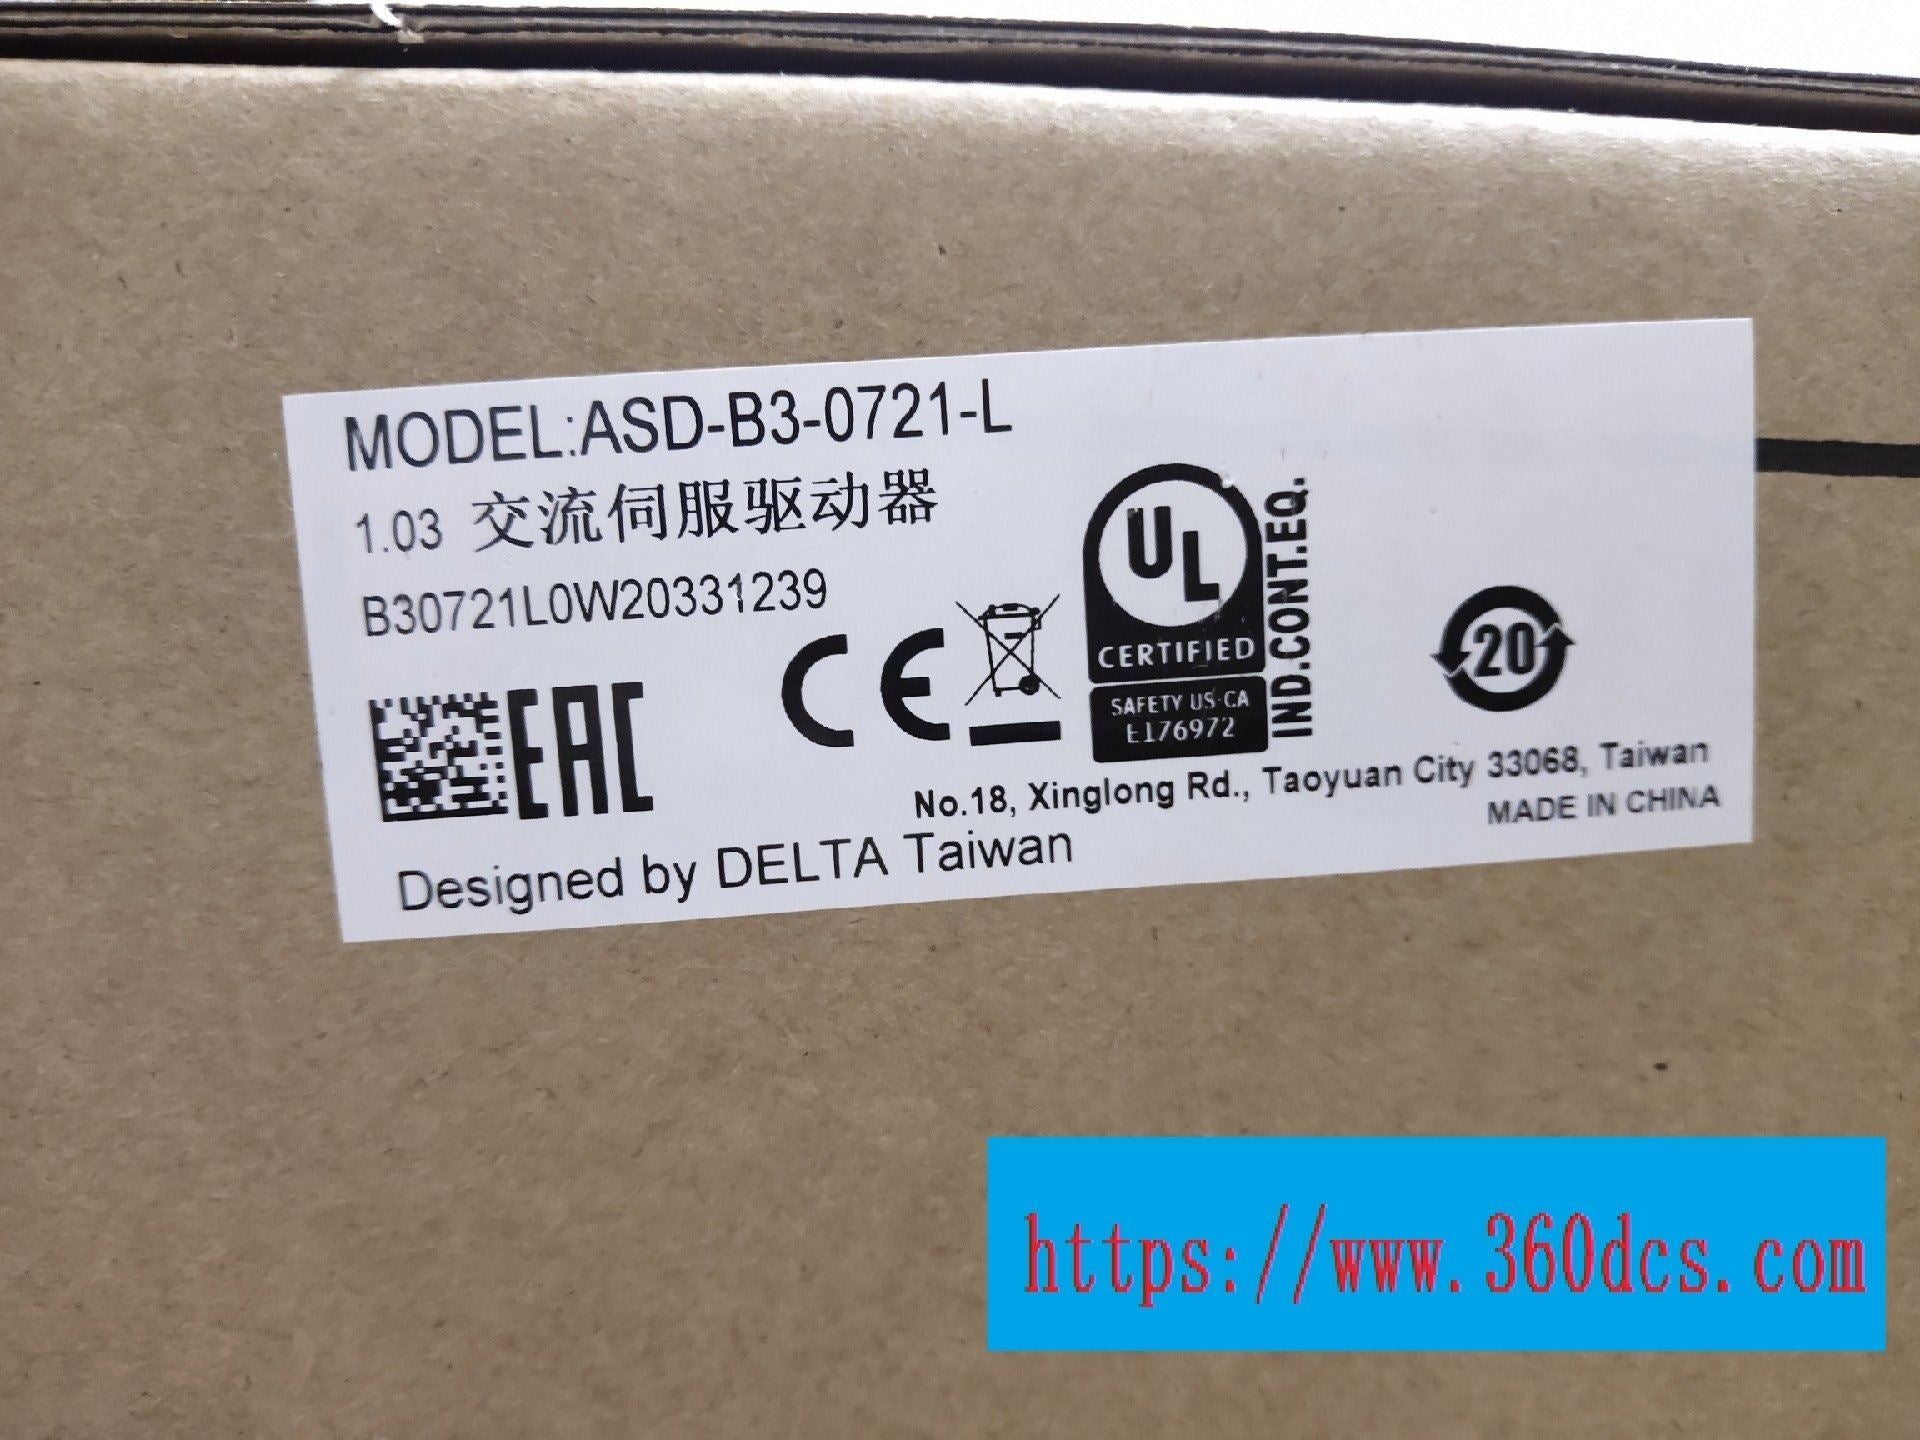 MODEL:ASD-B3-0721-L
1.03 交流伺服驱动器
B30721L0W20331239
EAC
CE
UL
CERTIFIED
SAFETY US·CA
E176972
IND.CONT.EQ.
20
No.18, Xinglong Rd., Taoyuan City 33068, Taiwan
MADE IN CHINA
Designed by DELTA Taiwan
https://www.360dcs.com